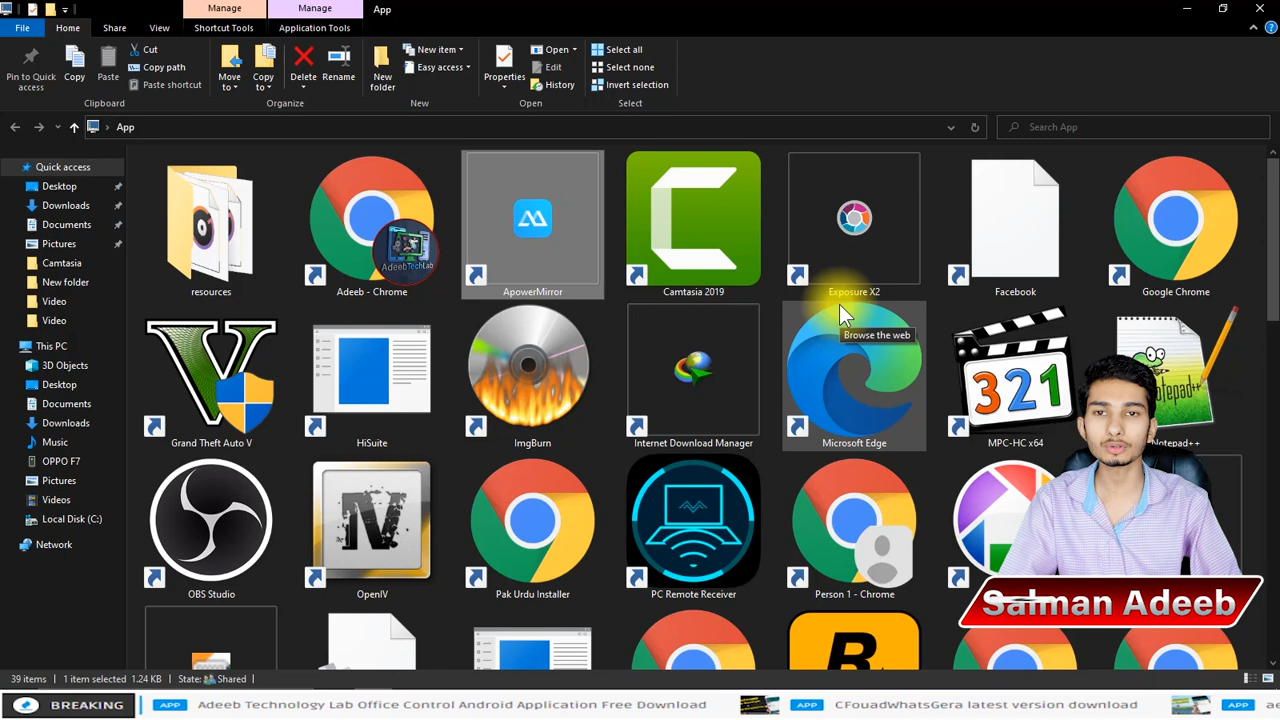 Manage
Manage
App
File
Home
Share
View
Shortcut Tools
Application Tools
Pin to Quick access
Copy
Paste
Cut
Copy path
Paste shortcut
Move to
Copy to
Delete
Rename
New folder
New item
Easy access
Properties
Open
Edit
History
Select all
Select none
Invert selection
Clipboard
Organize
New
Open
Select
App
Search App
Quick access
Desktop
Downloads
Documents
Pictures
Camtasia
New folder
Video
Video
This PC
3D Objects
Desktop
Documents
Downloads
Music
OPPO F7
Pictures
Videos
Local Disk (C:)
Network
AdeebTechLab
resources
Adeeb - Chrome
ApowerMirror
Camtasia 2019
Exposure X2
Facebook
Google Chrome
Browse the web
321
Grand Theft Auto V
HiSuite
ImgBurn
Internet Download Manager
Microsoft Edge
MPC-HC x64
Notepad++
IV
OBS Studio
OpenIV
Pak Urdu Installer
PC Remote Receiver
Person 1 - Chrome
Salman Adeeb
R
39 items
1 item selected 1.24 KB
State: Shared
APP
Adeeb Technology Lab Office Control Android Application Free Download
APP
CFouadWhatsGera latest version download
APP